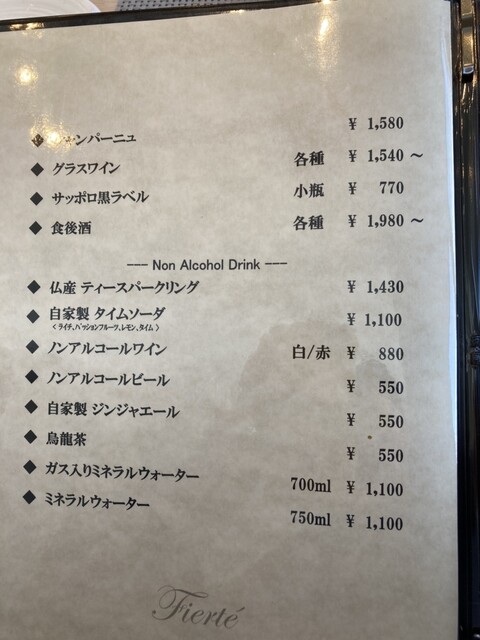 ◆ シャンパーニュ ¥ 1,580
◆ グラスワイン 各種 ¥ 1,540 ～
◆ サッポロ黒ラベル 小瓶 ¥ 770
◆ 食後酒 各種 ¥ 1,980 ～
--- Non Alcohol Drink ---
◆ 仏産 ティースパークリング ¥ 1,430
◆ 自家製 タイムソーダ ¥ 1,100
〈 ライチ、パッションフルーツ、レモン、タイム 〉
◆ ノンアルコールワイン 白/赤 ¥ 880
◆ ノンアルコールビール ¥ 550
◆ 自家製 ジンジャエール ¥ 550
◆ 烏龍茶 ¥ 550
◆ ガス入りミネラルウォーター 700ml ¥ 1,100
◆ ミネラルウォーター 750ml ¥ 1,100
Fierté